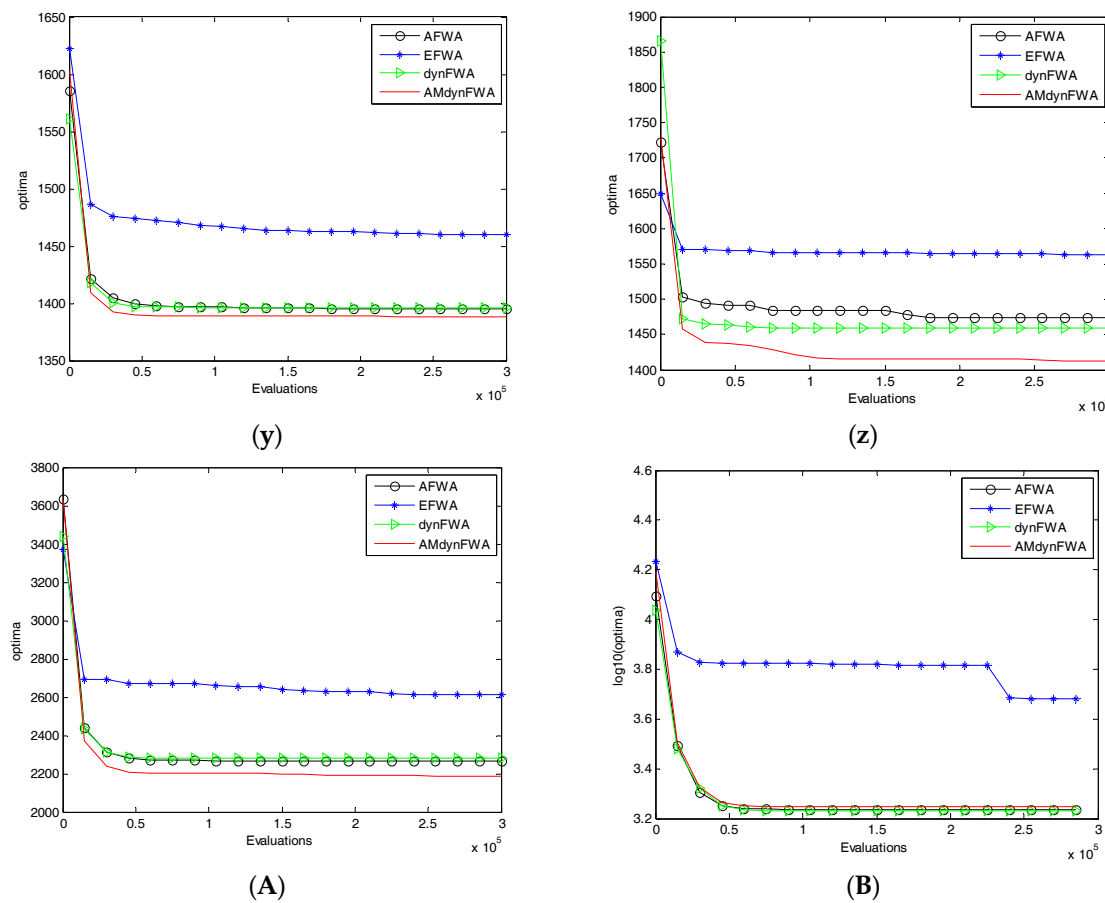 1650
1600
1550
1500
1450
1400
1350
optima
AFWA
EFWA
dynFWA
AMdynFWA
0 0.5 1 1.5 2 2.5 3
Evaluations
x 10^5
(y)
1900
1850
1800
1750
1700
1650
1600
1550
1500
1450
1400
optima
AFWA
EFWA
dynFWA
AMdynFWA
0 0.5 1 1.5 2 2.5
Evaluations
x 10
(z)
3800
3600
3400
3200
3000
2800
2600
2400
2200
2000
optima
AFWA
EFWA
dynFWA
AMdynFWA
0 0.5 1 1.5 2 2.5 3
Evaluations
x 10^5
(A)
4.6
4.4
4.2
4
3.8
3.6
3.4
3.2
log10(optima)
AFWA
EFWA
dynFWA
AMdynFWA
0 0.5 1 1.5 2 2.5 3
Evaluations
x 10^5
(B)